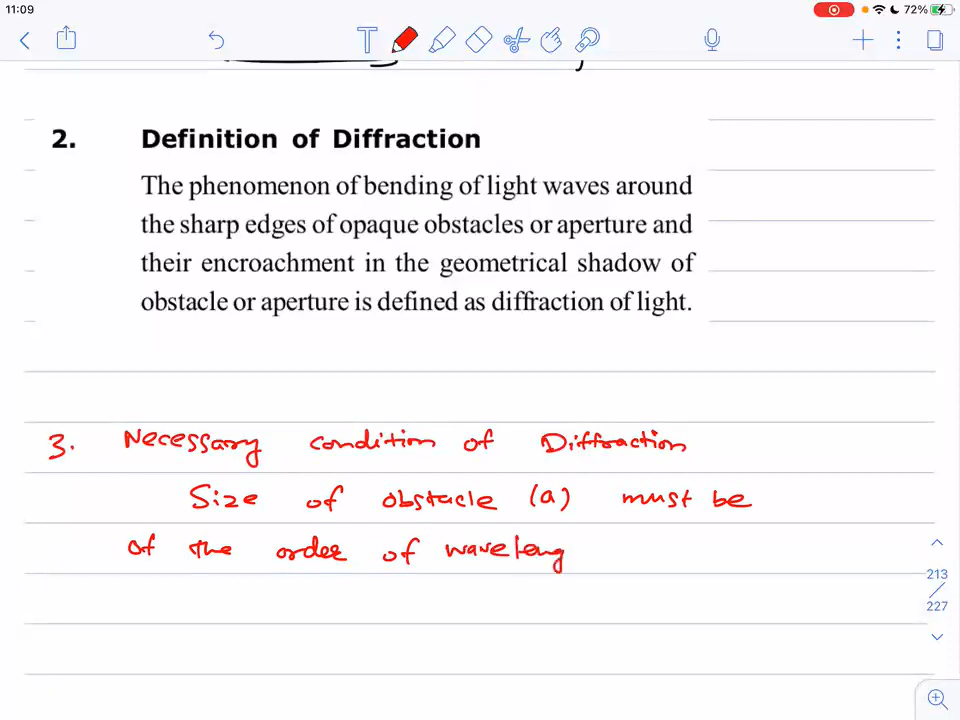 11:09
72%
2. Definition of Diffraction
The phenomenon of bending of light waves around
the sharp edges of opaque obstacles or aperture and
their encroachment in the geometrical shadow of
obstacle or aperture is defined as diffraction of light.
3. Necessary condition of Diffraction
Size of obstacle (a) must be
of the order of waveleng
213
/
227